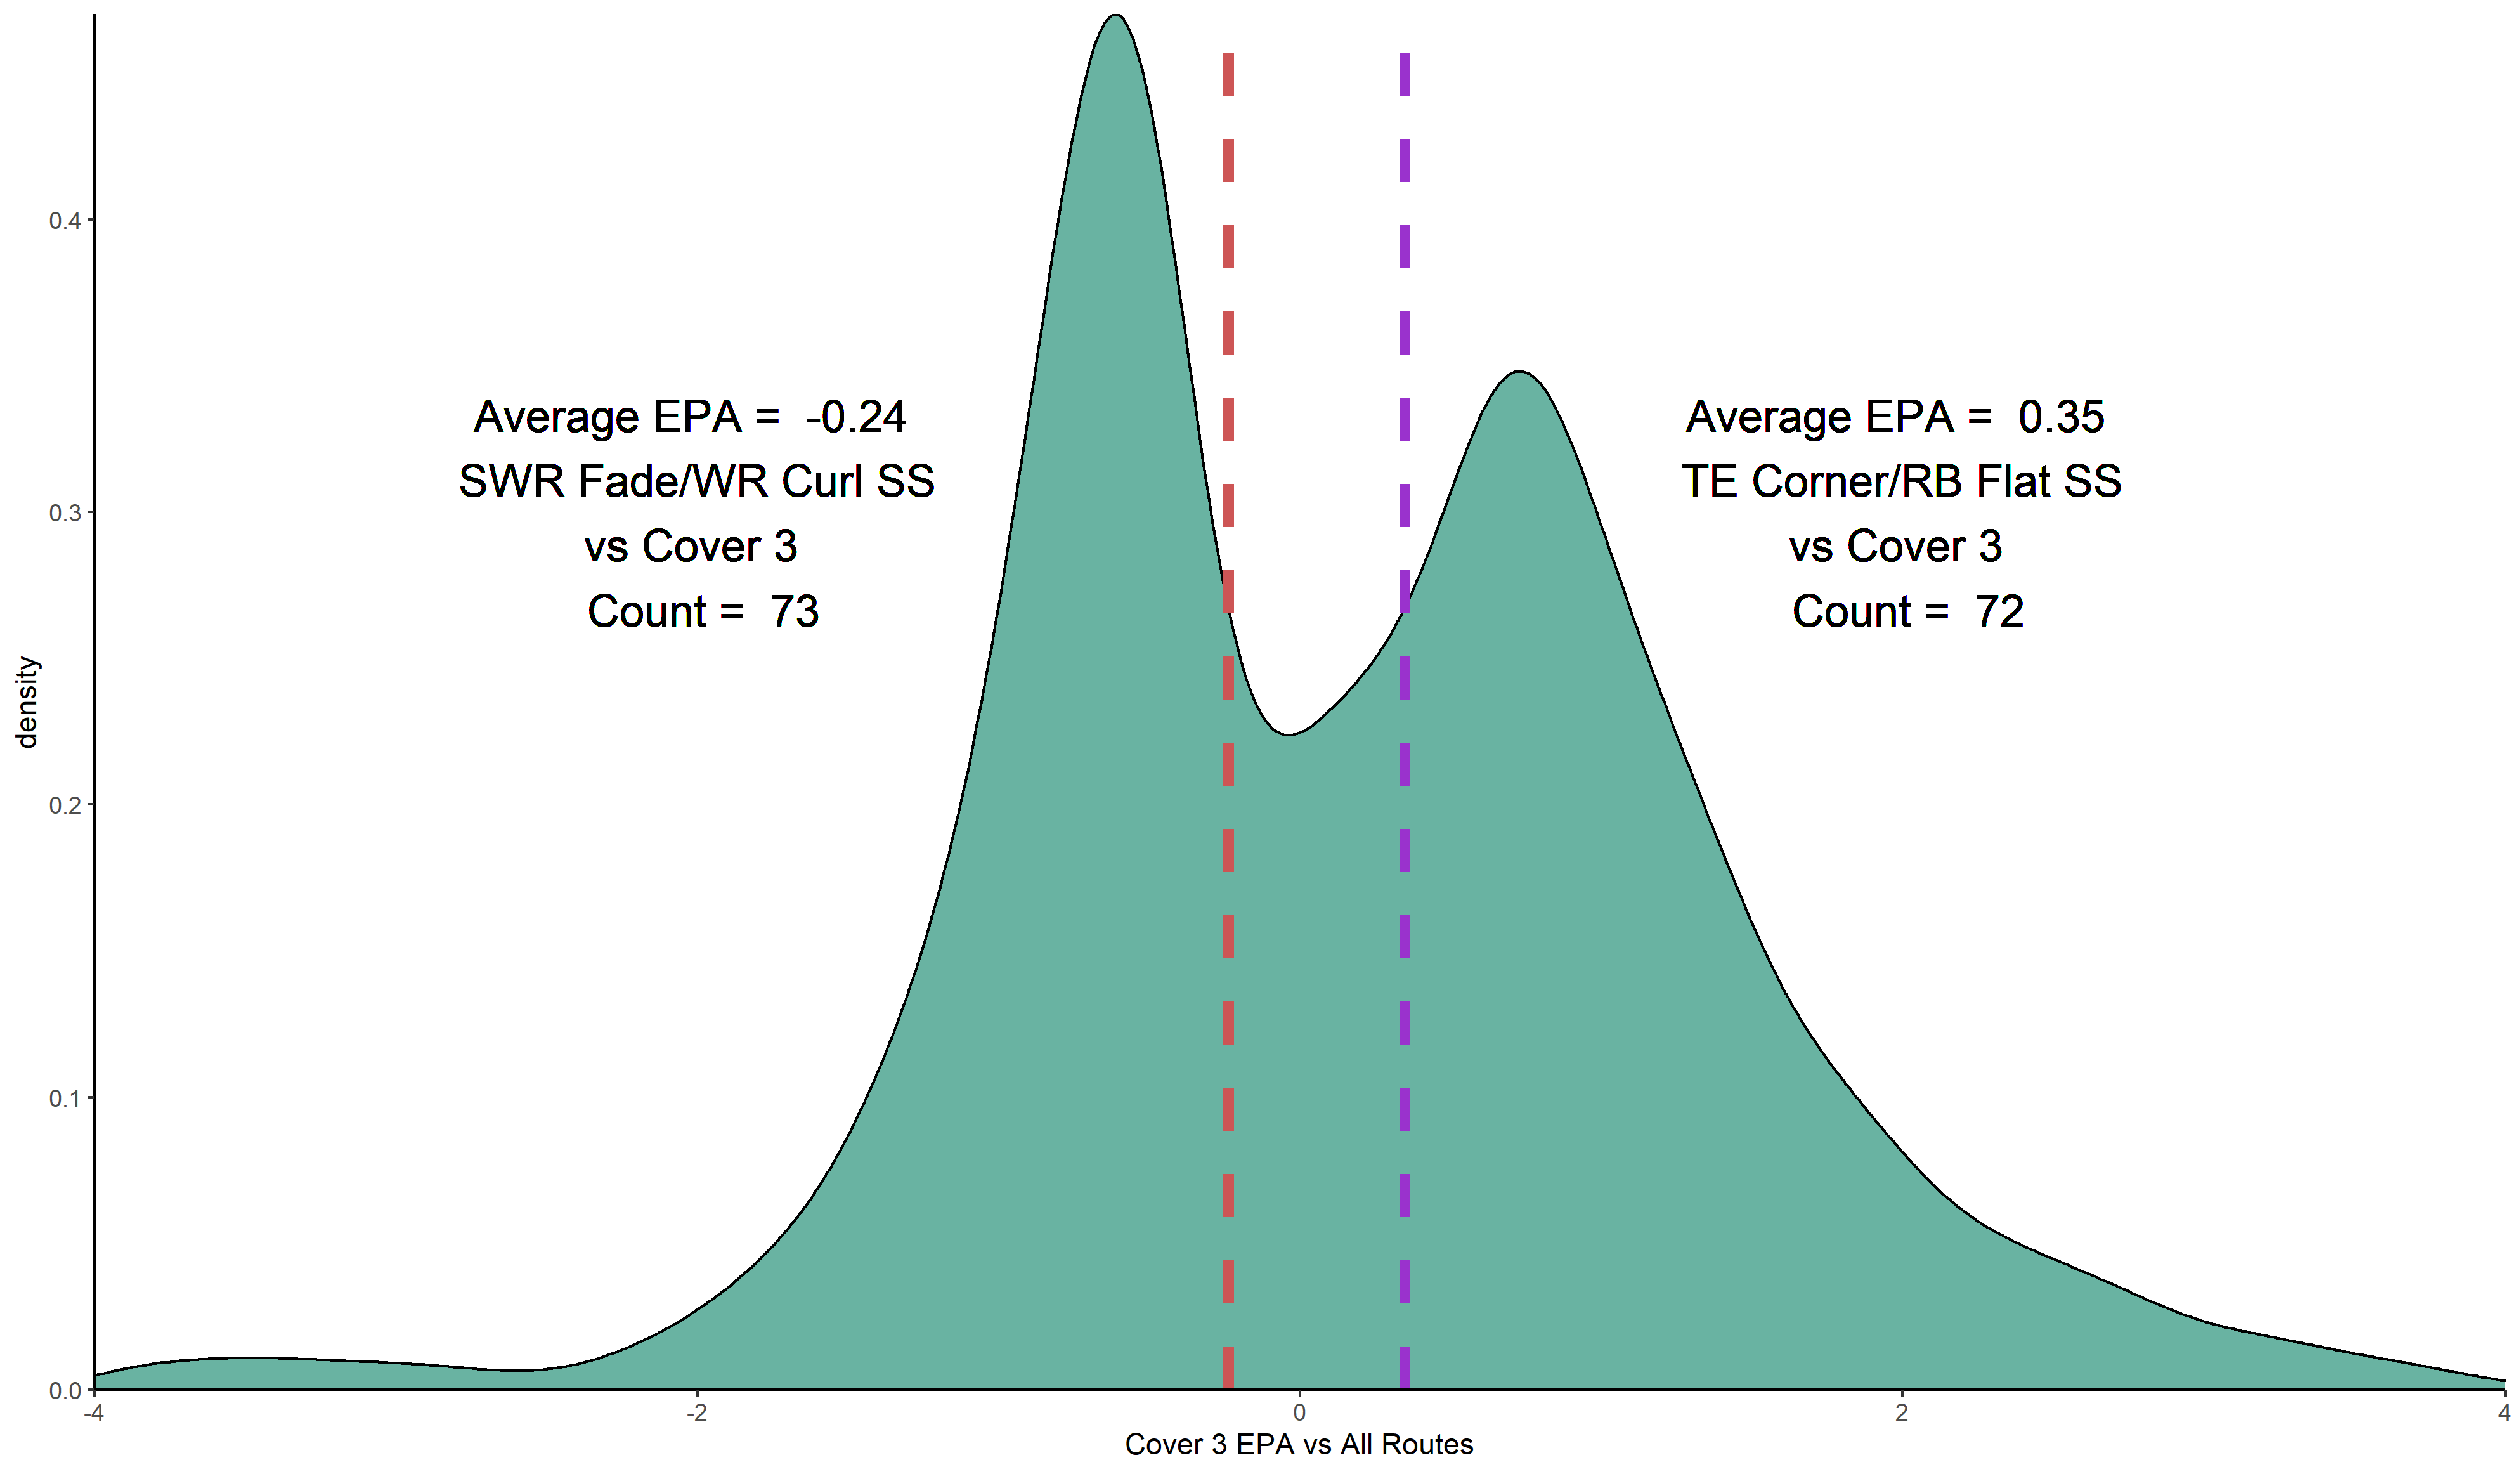 0.4
0.3
0.2
0.1
0.0
density
Average EPA =  -0.24
SWR Fade/WR Curl SS
vs Cover 3
Count =  73
Average EPA =  0.35
TE Corner/RB Flat SS
vs Cover 3
Count =  72
-4
-2
0
2
4
Cover 3 EPA vs All Routes